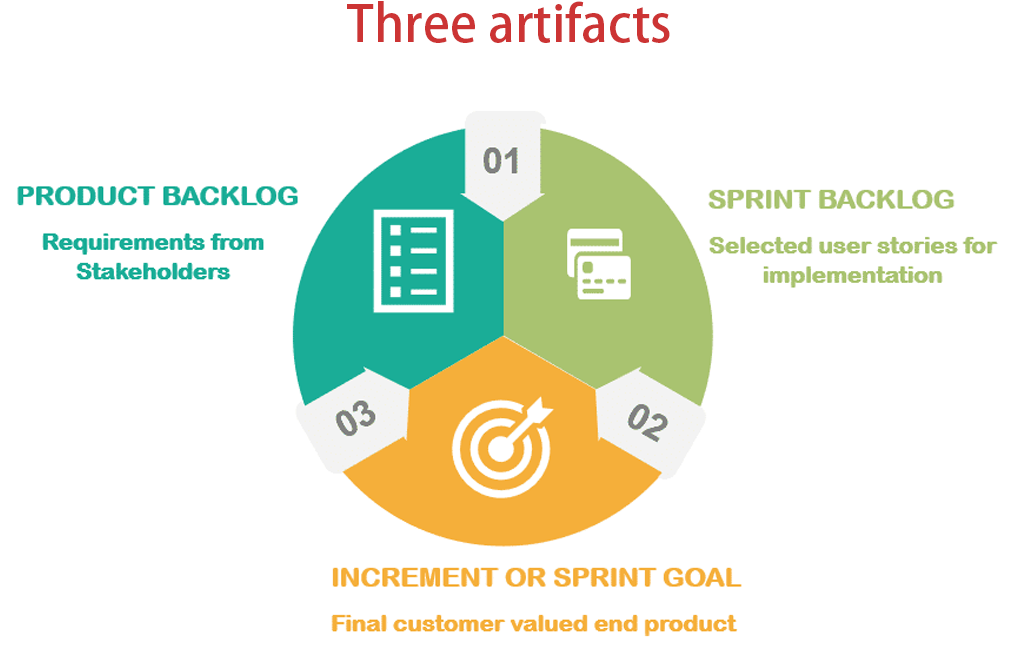 Three artifacts
01
PRODUCT BACKLOG
Requirements from
Stakeholders
SPRINT BACKLOG
Selected user stories for
implementation
03
02
INCREMENT OR SPRINT GOAL
Final customer valued end product